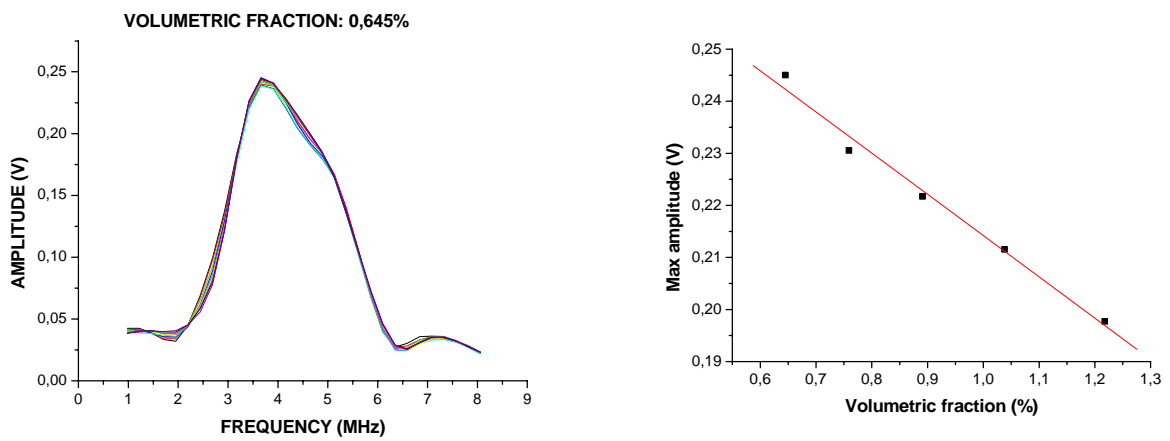 VOLUMETRIC FRACTION: 0,645%
0,25
0,20
0,15
0,10
0,05
0,00
AMPLITUDE (V)
0 1 2 3 4 5 6 7 8 9
FREQUENCY (MHz)
0,25
0,24
0,23
0,22
0,21
0,20
0,19
Max amplitude (V)
0,6 0,7 0,8 0,9 1,0 1,1 1,2 1,3
Volumetric fraction (%)